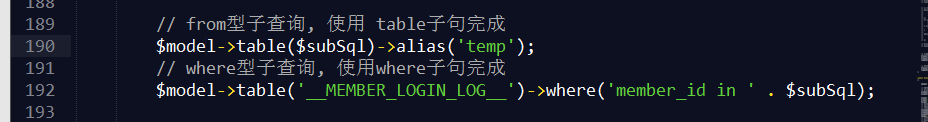 188
189 // from型子查询, 使用 table子句完成
190 $model->table($subSql)->alias('temp');
191 // where型子查询, 使用where子句完成
192 $model->table('__MEMBER_LOGIN_LOG__')->where('member_id in ' . $subSql);
193